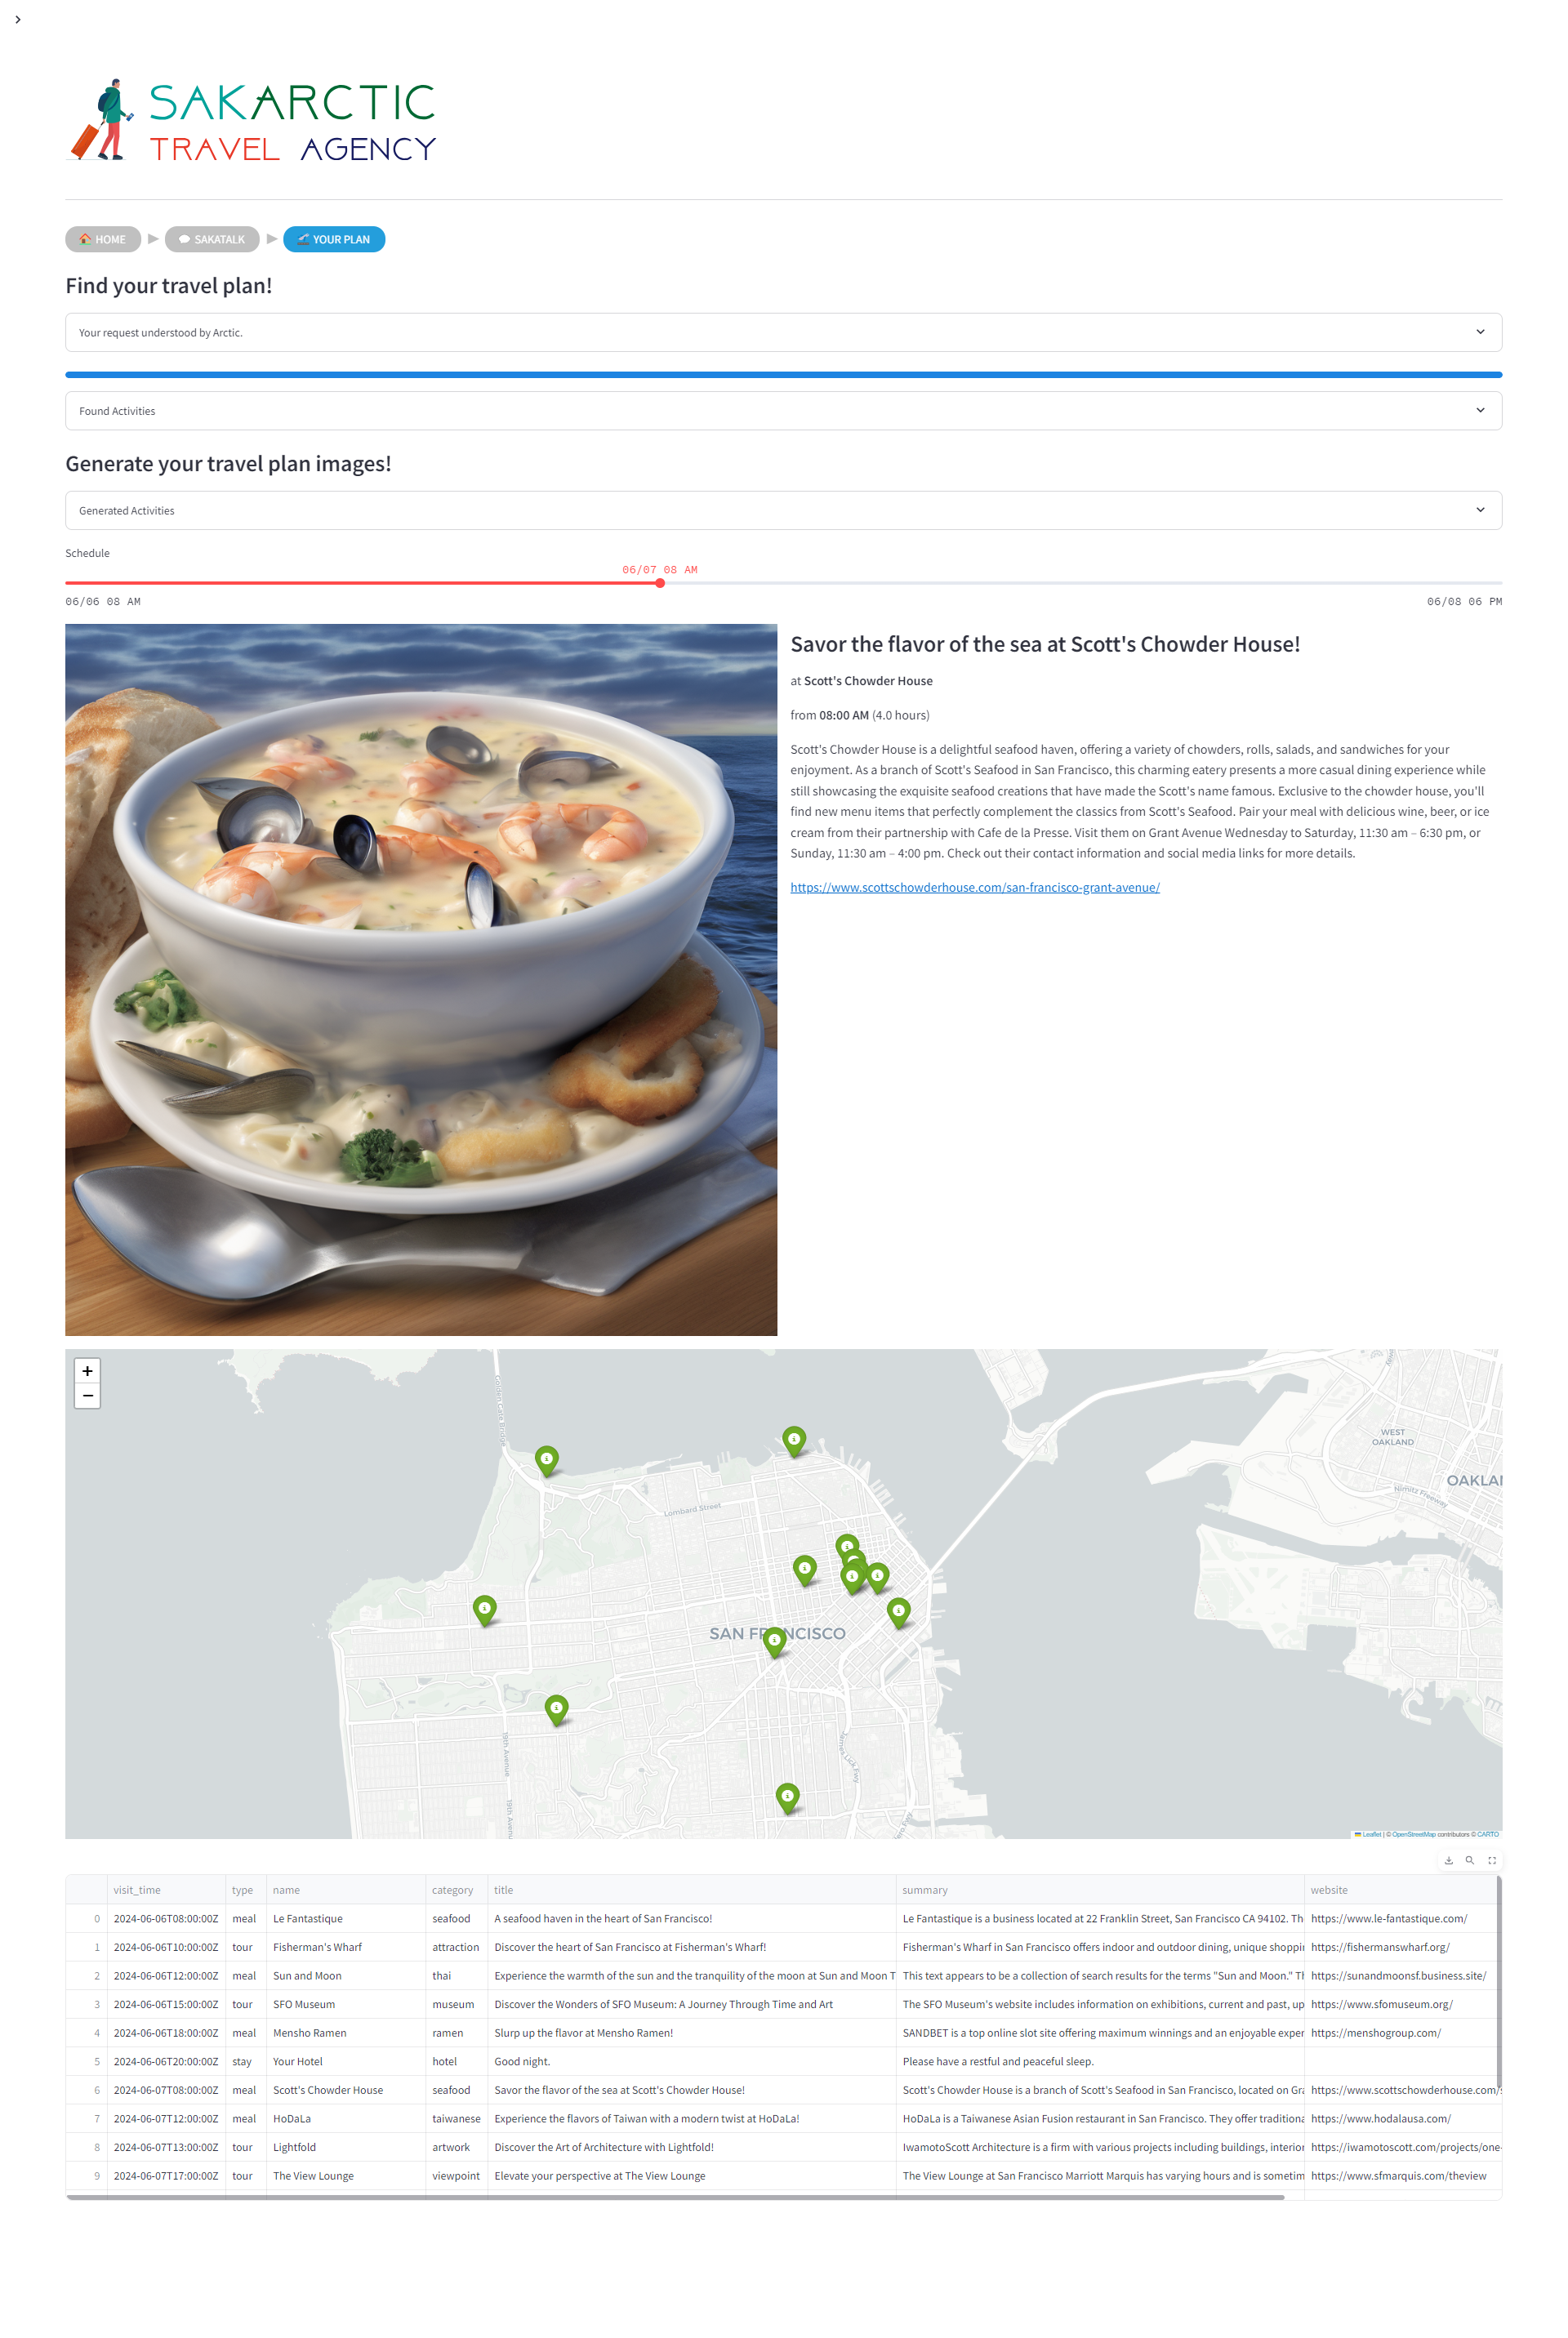 SAKARCTIC
TRAVEL AGENCY
HOME
SAKATALK
YOUR PLAN
Find your travel plan!
Your request understood by Arctic.
Found Activities
Generate your travel plan images!
Generated Activities
Schedule
06/07 08 AM
06/06 08 AM
06/08 06 PM
Savor the flavor of the sea at Scott's Chowder House!
at Scott's Chowder House
from 08:00 AM (4.0 hours)
Scott's Chowder House is a delightful seafood haven, offering a variety of chowders, rolls, salads, and sandwiches for your
enjoyment. As a branch of Scott's Seafood in San Francisco, this charming eatery presents a more casual dining experience while
still showcasing the exquisite seafood creations that have made the Scott's name famous. Exclusive to the chowder house, you'll
find new menu items that perfectly complement the classics from Scott's Seafood. Pair your meal with delicious wine, beer, or ice
cream from their partnership with Cafe de la Presse. Visit them on Grant Avenue Wednesday to Saturday, 11:30 am – 6:30 pm, or
Sunday, 11:30 am – 4:00 pm. Check out their contact information and social media links for more details.
https://www.scottschowderhouse.com/san-francisco-grant-avenue/
+
−
WEST
OAKLAND
OAKLA
Nimitz Freeway
Lombard Street
SAN FR NCISCO
19th Avenue
James Lick Fwy
Leaflet | © OpenStreetMap contributors © CARTO
visit_time type name category title summary website
0 2024-06-06T08:00:00Z meal Le Fantastique seafood A seafood haven in the heart of San Francisco! Le Fantastique is a business located at 22 Franklin Street, San Francisco CA 94102. Th https://www.le-fantastique.com/
1 2024-06-06T10:00:00Z tour Fisherman's Wharf attraction Discover the heart of San Francisco at Fisherman's Wharf! Fisherman's Wharf in San Francisco offers indoor and outdoor dining, unique shoppin https://fishermanswharf.org/
2 2024-06-06T12:00:00Z meal Sun and Moon thai Experience the warmth of the sun and the tranquility of the moon at Sun and Moon T This text appears to be a collection of search results for the terms "Sun and Moon." Th https://sunandmoonsf.business.site/
3 2024-06-06T15:00:00Z tour SFO Museum museum Discover the Wonders of SFO Museum: A Journey Through Time and Art The SFO Museum's website includes information on exhibitions, current and past, up https://www.sfomuseum.org/
4 2024-06-06T18:00:00Z meal Mensho Ramen ramen Slurp up the flavor at Mensho Ramen! SANDBET is a top online slot site offering maximum winnings and an enjoyable exper https://menshogroup.com/
5 2024-06-06T20:00:00Z stay Your Hotel hotel Good night. Please have a restful and peaceful sleep.
6 2024-06-07T08:00:00Z meal Scott's Chowder House seafood Savor the flavor of the sea at Scott's Chowder House! Scott's Chowder House is a branch of Scott's Seafood in San Francisco, located on Gra https://www.scottschowderhouse.com/s
7 2024-06-07T12:00:00Z meal HoDaLa taiwanese Experience the flavors of Taiwan with a modern twist at HoDaLa! HoDaLa is a Taiwanese Asian Fusion restaurant in San Francisco. They offer traditiona https://www.hodalausa.com/
8 2024-06-07T13:00:00Z tour Lightfold artwork Discover the Art of Architecture with Lightfold! IwamotoScott Architecture is a firm with various projects including buildings, interior https://iwamotoscott.com/projects/one-
9 2024-06-07T17:00:00Z tour The View Lounge viewpoint Elevate your perspective at The View Lounge The View Lounge at San Francisco Marriott Marquis has varying hours and is sometim https://www.sfmarquis.com/theview